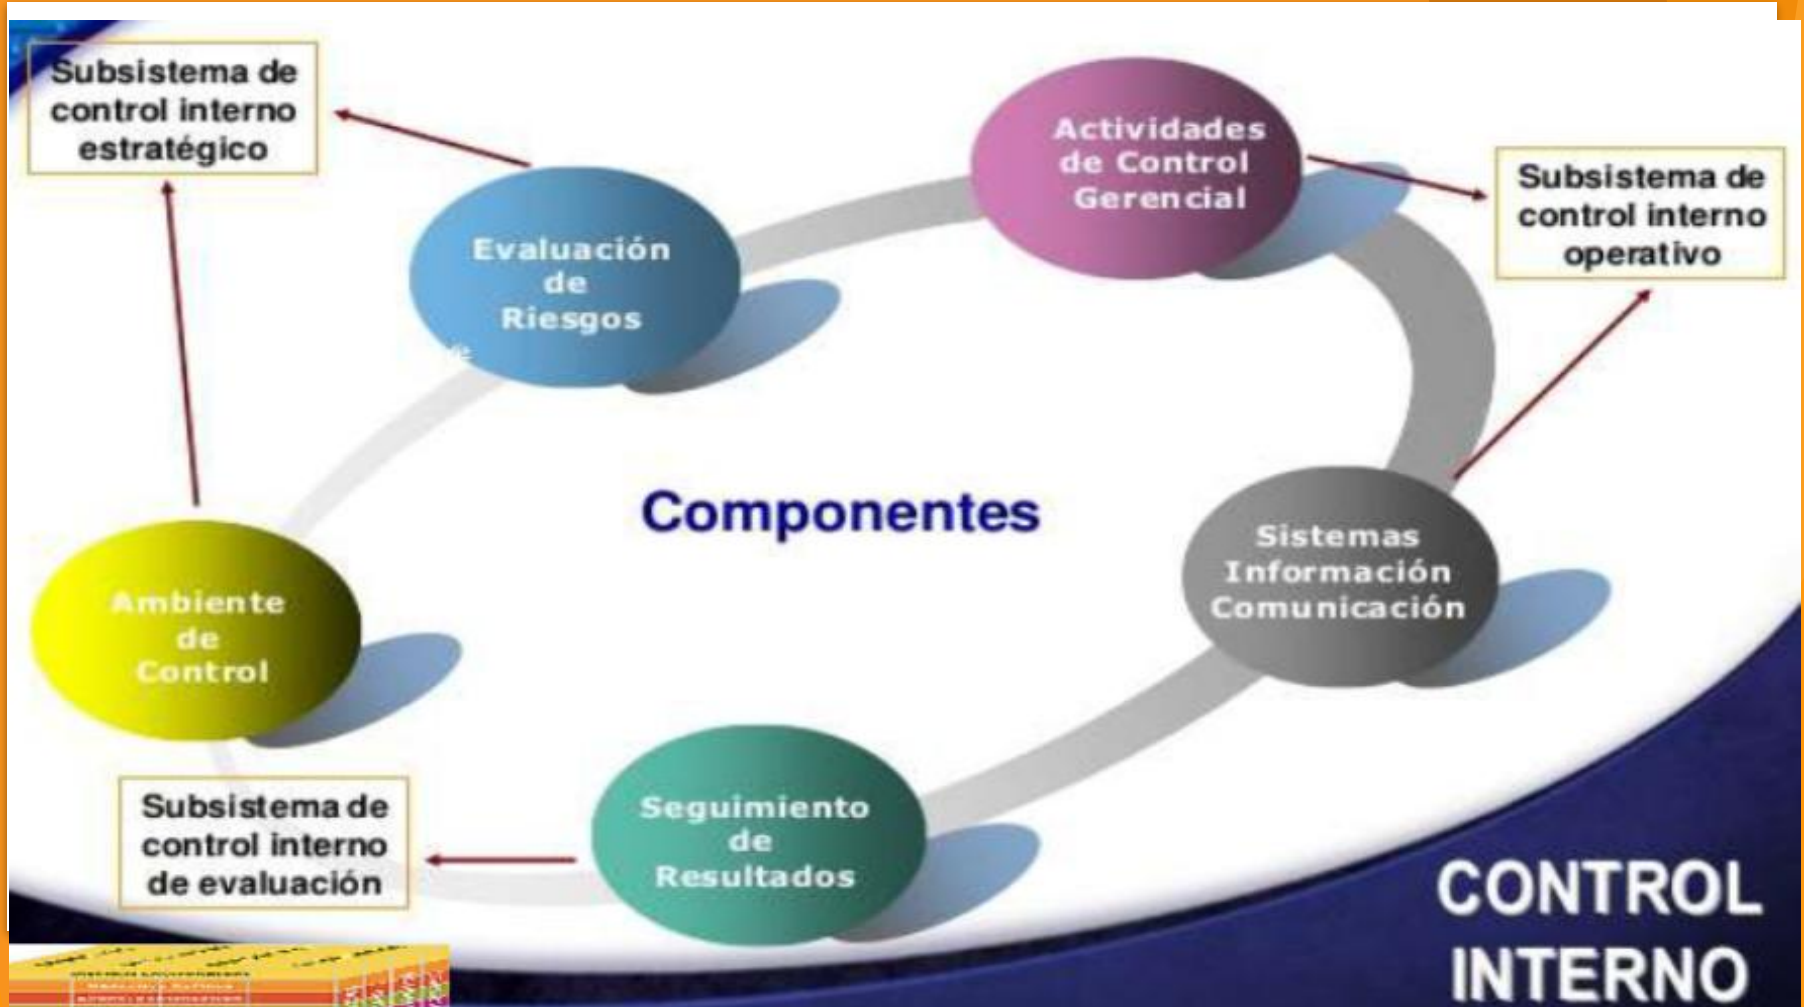 Subsistema de
control interno
estratégico
Evaluación
de
Riesgos
Actividades
de Control
Gerencial
Subsistema de
control interno
operativo
Componentes
Ambiente
de
Control
Sistemas
Información
Comunicación
Subsistema de
control interno
de evaluación
Seguimiento
de
Resultados
CONTROL
INTERNO